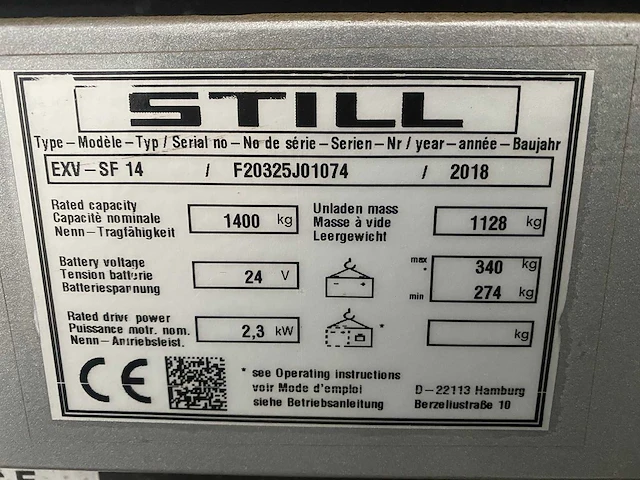 STILL
Type-Modèle-Typ / Serial no-No de série-Serien-Nr / year-année-Baujahr
EXV-SF 14 / F20325J01074 / 2018
Rated capacity
Capacité nominale
Nenn-Tragfähigkeit
1400 kg
Unladen mass
Masse à vide
Leergewicht
1128 kg
Battery voltage
Tension batterie
Batteriespannung
24 V
- +
max * 340 kg
min 274 kg
Rated drive power
Puissance motr. nom.
Nenn-Antriebsleist.
2,3 kW
*
kg
CE
* see Operating instructions
voir Mode d'emploi
siehe Betriebsanleitung
D-22113 Hamburg
Berzeliusstraße 10